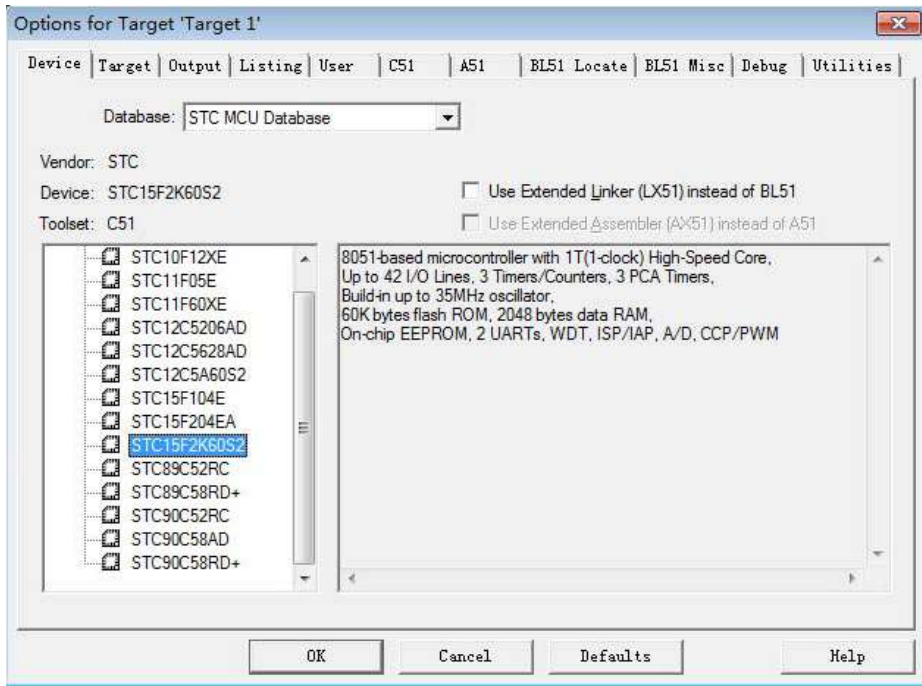 Options for Target 'Target 1'
Device Target Output Listing User C51 A51 BL51 Locate BL51 Misc Debug Utilities
Database: STC MCU Database
Vendor: STC
Device: STC15F2K60S2
Use Extended Linker (LX51) instead of BL51
Toolset: C51
Use Extended Assembler (AX51) instead of A51
STC10F12XE
STC11F05E
STC11F60XE
STC12C5206AD
STC12C5628AD
STC12C5A60S2
STC15F104E
STC15F204EA
STC15F2K60S2
STC89C52RC
STC89C58RD+
STC90C52RC
STC90C58AD
STC90C58RD+
8051-based microcontroller with 1T(1-clock) High-Speed Core,
Up to 42 I/O Lines, 3 Timers/Counters, 3 PCA Timers,
Build-in up to 35MHz oscillator,
60K bytes flash ROM, 2048 bytes data RAM,
On-chip EEPROM, 2 UARTs, WDT, ISP/IAP, A/D, CCP/PWM
OK Cancel Defaults Help